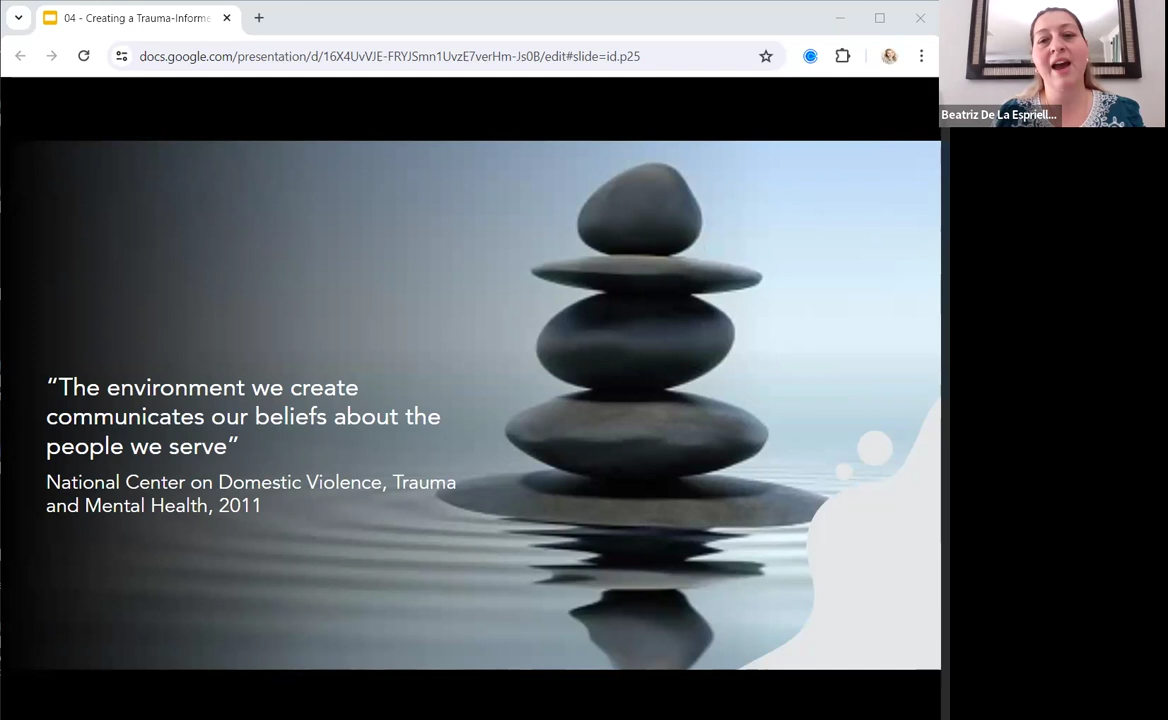 04 - Creating a Trauma-Informe
docs.google.com/presentation/d/16X4UvVJE-FRYJSmn1UvzE7verHm-Js0B/edit#slide=id.p25
Beatriz De La Espriell...
“The environment we create
communicates our beliefs about the
people we serve”
National Center on Domestic Violence, Trauma
and Mental Health, 2011